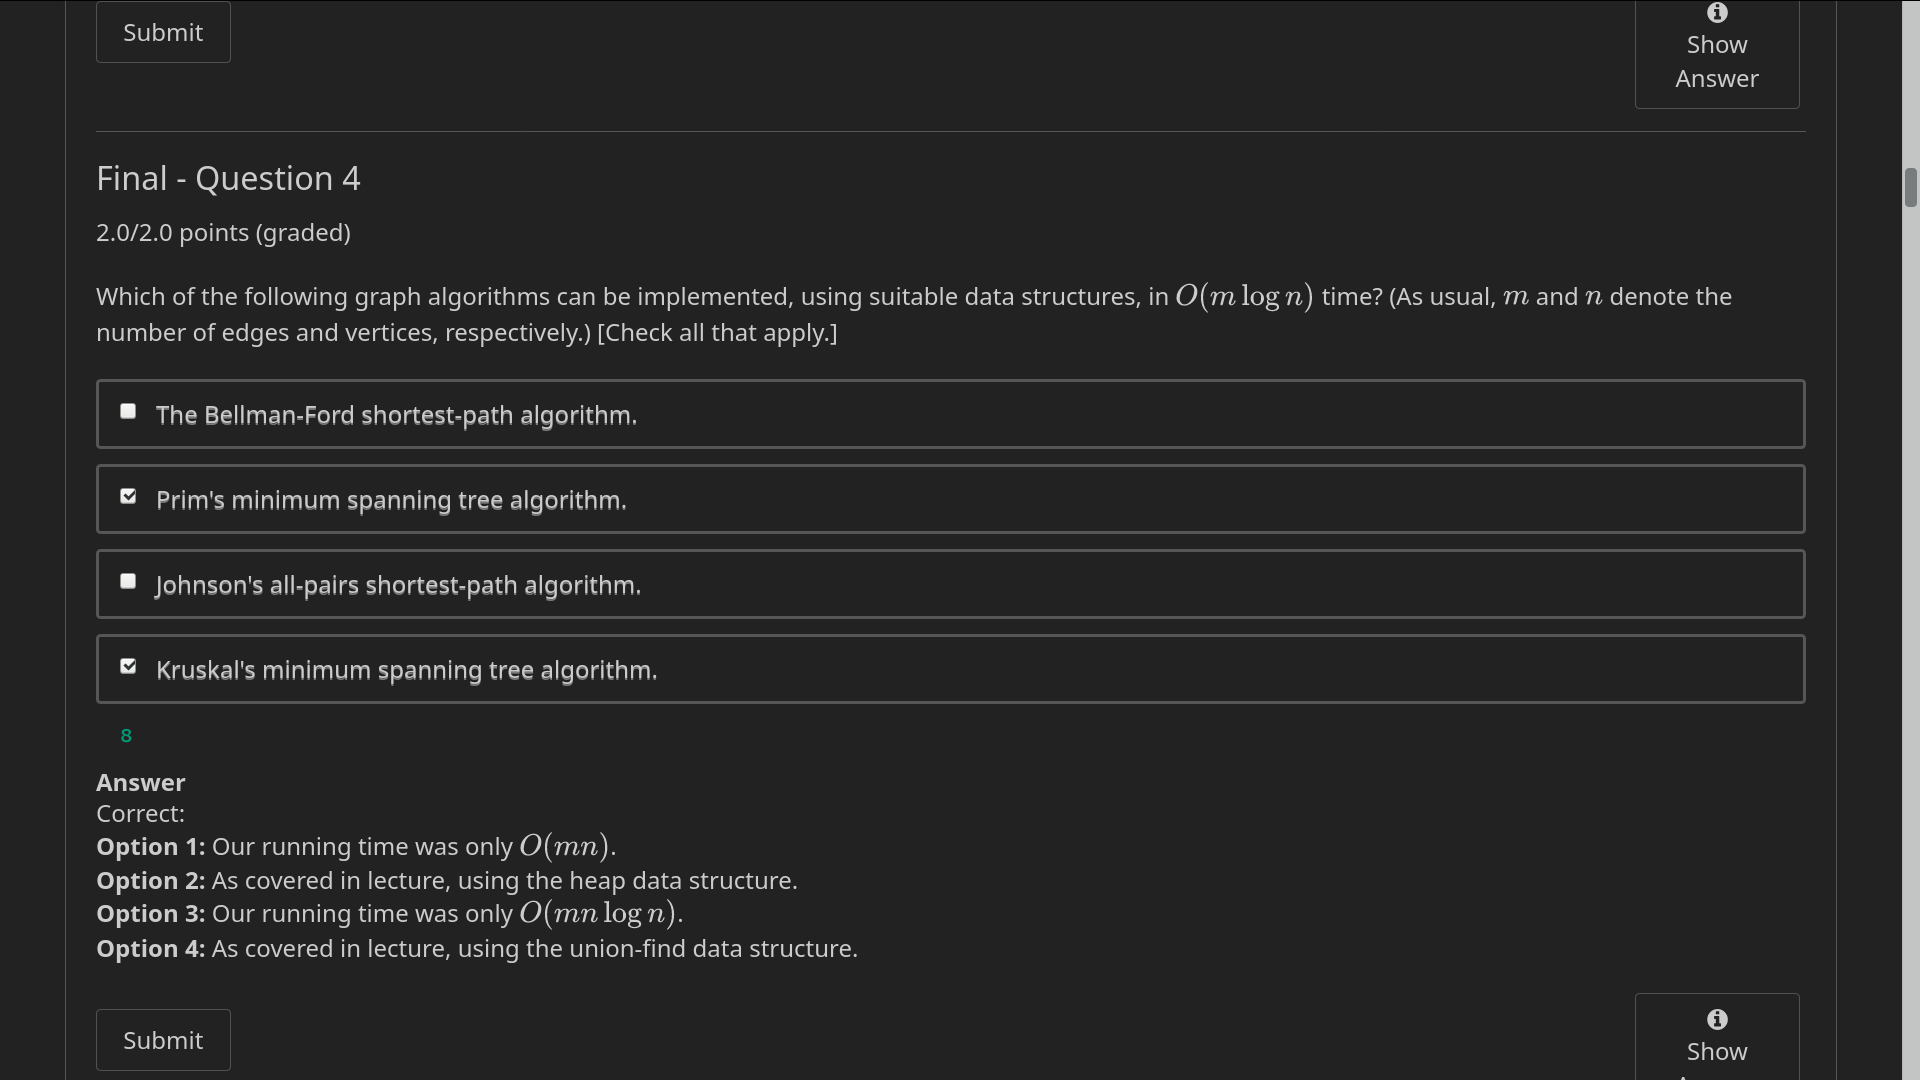 Submit
Show
Answer
Final - Question 4
2.0/2.0 points (graded)
Which of the following graph algorithms can be implemented, using suitable data structures, in O(m log n) time? (As usual, m and n denote the
number of edges and vertices, respectively.) [Check all that apply.]
The Bellman-Ford shortest-path algorithm.
Prim's minimum spanning tree algorithm.
Johnson's all-pairs shortest-path algorithm.
Kruskal's minimum spanning tree algorithm.
8
Answer
Correct:
Option 1: Our running time was only O(mn).
Option 2: As covered in lecture, using the heap data structure.
Option 3: Our running time was only O(mn log n).
Option 4: As covered in lecture, using the union-find data structure.
Submit
Show